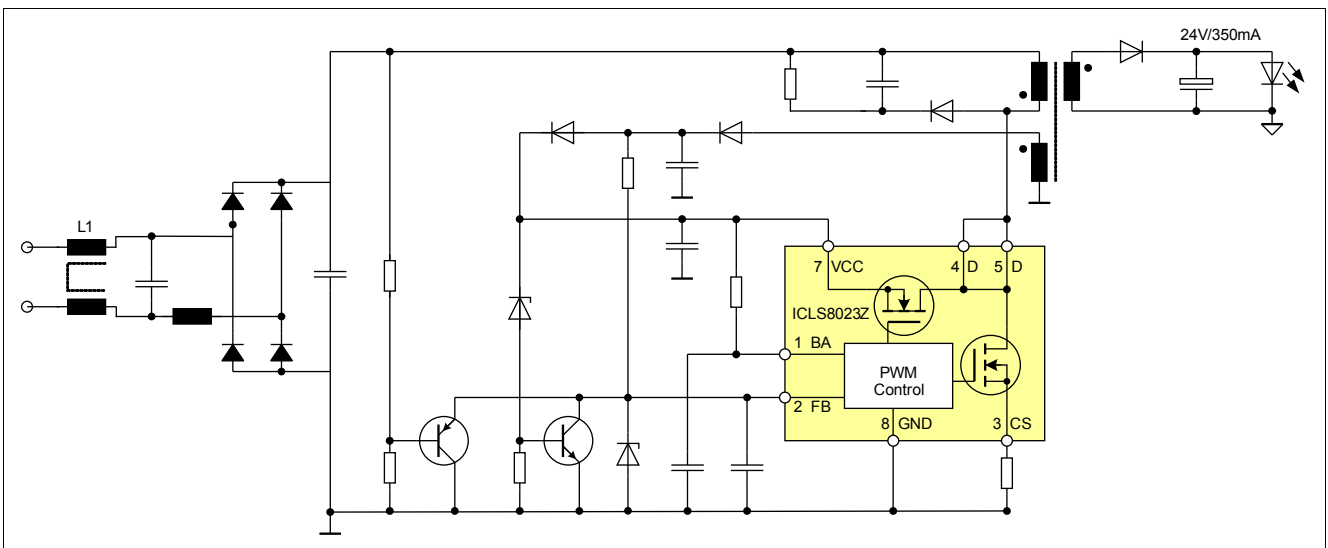 24V/350mA
L1
7 VCC
4 D
5 D
ICLS8023Z
1 BA
PWM
Control
2 FB
8 GND
3 CS